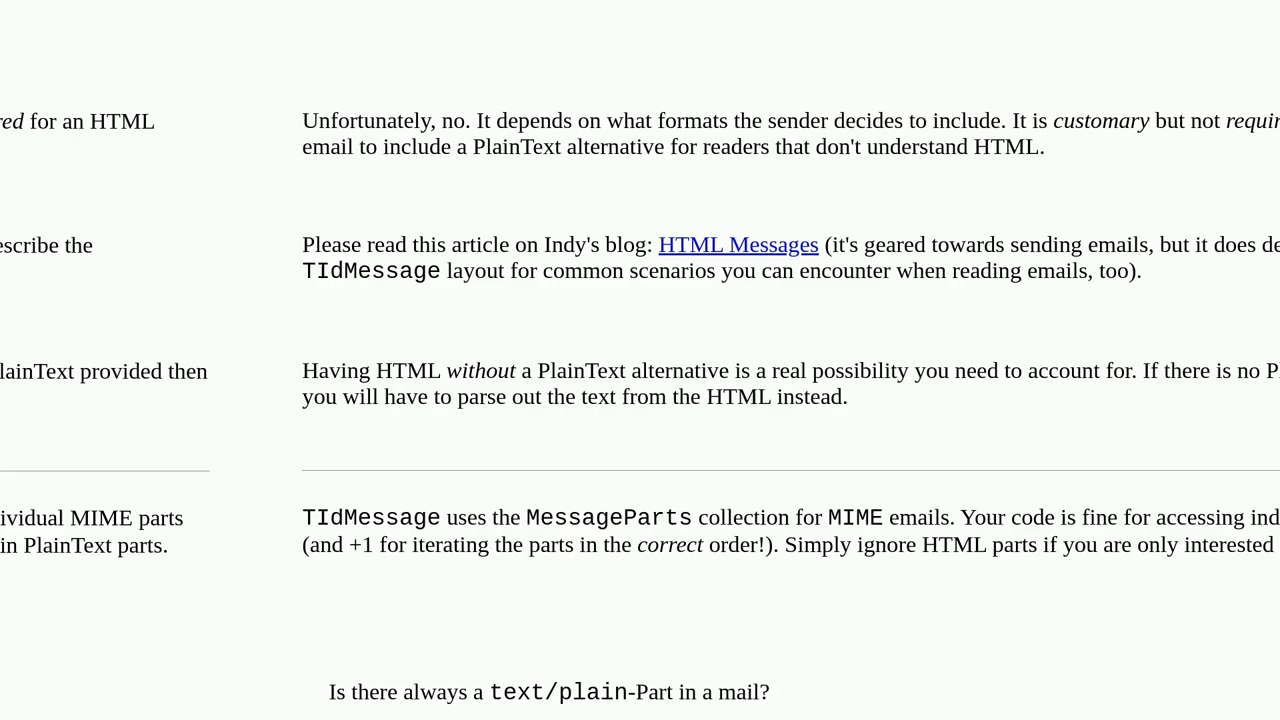 red for an HTML
Unfortunately, no. It depends on what formats the sender decides to include. It is customary but not
email to include a PlainText alternative for readers that don't understand HTML.
the
Please read this article on Indy's blog: HTML Messages (it's geared towards sending emails, but it does
TIdMessage layout for common scenarios you can encounter when reading emails, too).
provided then
Having HTML without a PlainText alternative is a real possibility you need to account for. If there is no
you will have to parse out the text from the HTML instead.
MIME parts
in PlainText parts.
TIdMessage uses the MessageParts collection for MIME emails. Your code is fine for accessing
(and +1 for iterating the parts in the correct order!). Simply ignore HTML parts if you are only interested
Is there always a text/plain-Part in a mail?